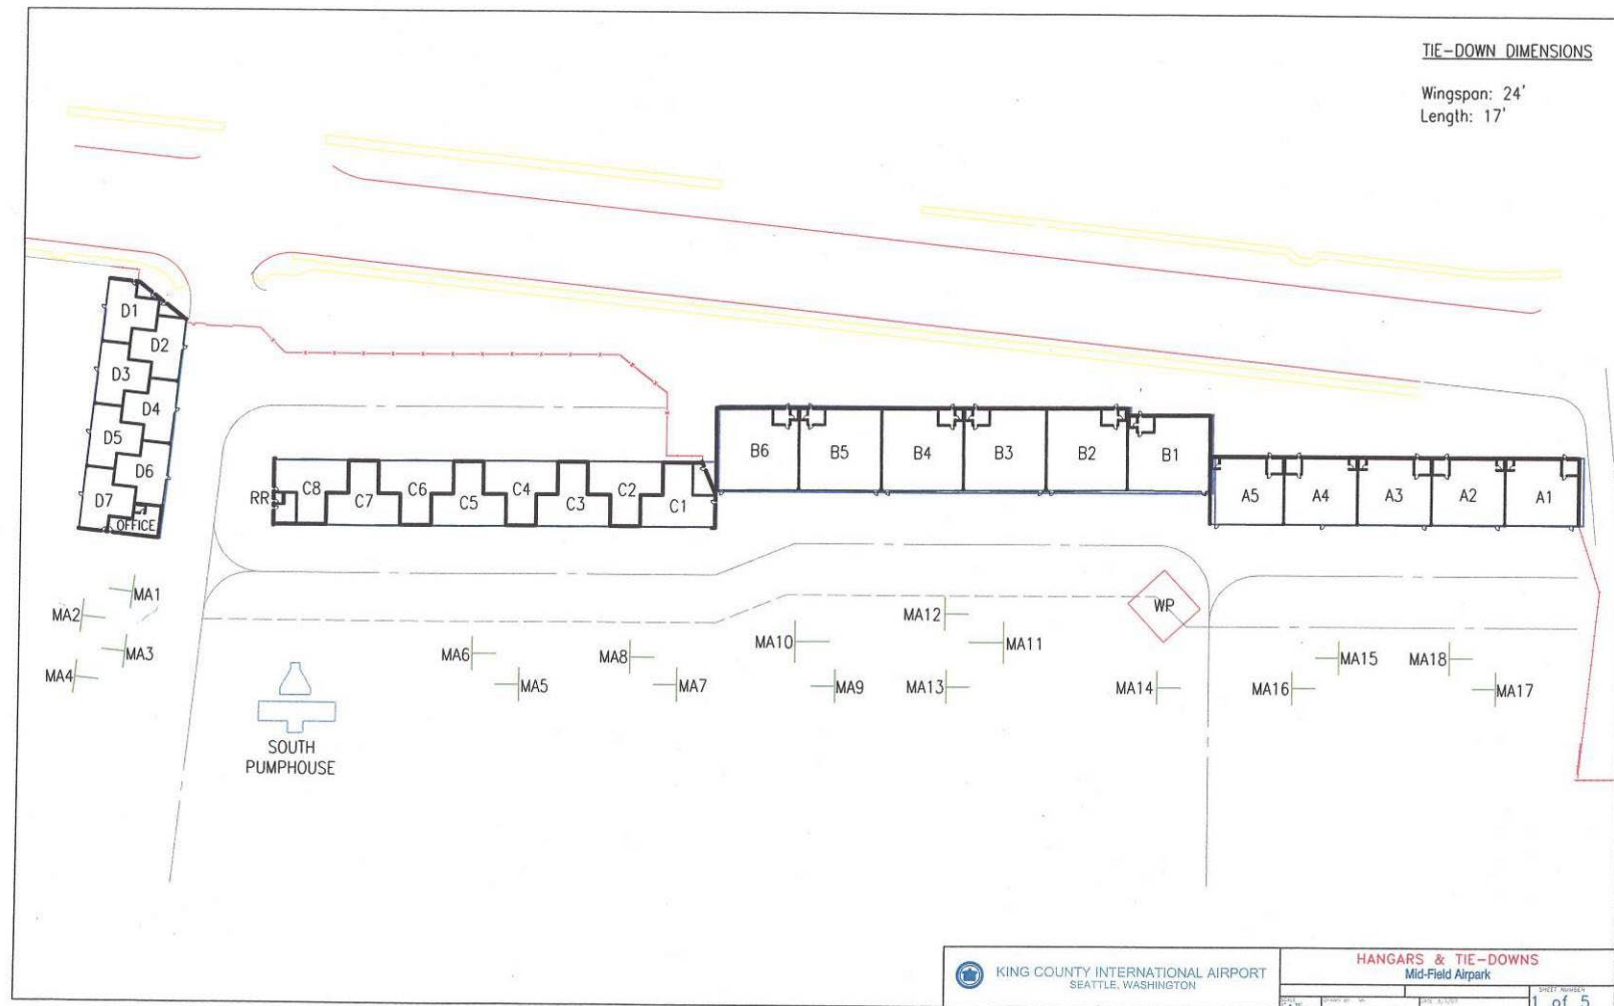 TIE-DOWN DIMENSIONS
Wingspan: 24'
Length: 17'
D1
D2
D3
D4
D5
D6
D7
OFFICE
RR
C8
C7
C6
C5
C4
C3
C2
C1
B6
B5
B4
B3
B2
B1
A5
A4
A3
A2
A1
MA1
MA2
MA3
MA4
MA6
MA5
MA8
MA7
MA10
MA9
MA12
MA11
MA13
WP
MA14
MA15
MA16
MA18
MA17
SOUTH
PUMPHOUSE
KING COUNTY INTERNATIONAL AIRPORT
SEATTLE, WASHINGTON
HANGARS & TIE-DOWNS
Mid-Field Airpark
SHEET NUMBER
1 of 5